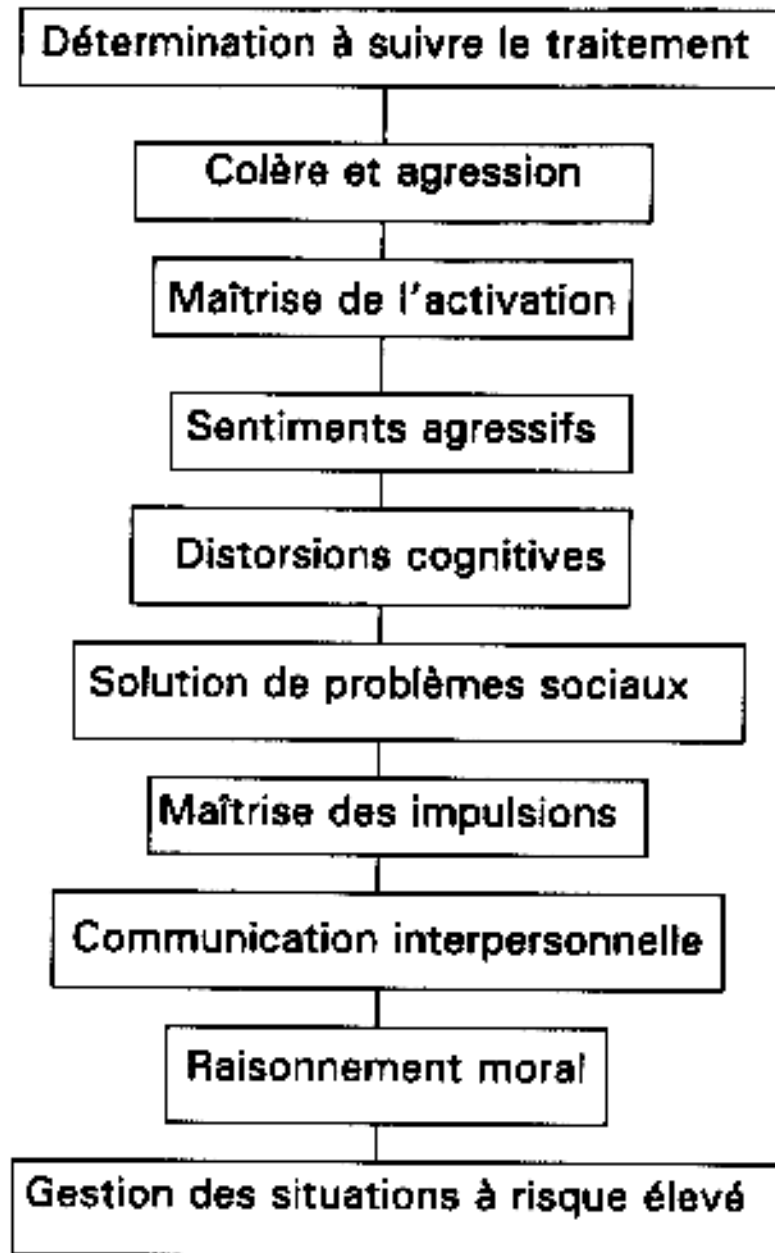 Détermination à suivre le traitement
Colère et agression
Maîtrise de l'activation
Sentiments agressifs
Distorsions cognitives
Solution de problèmes sociaux
Maîtrise des impulsions
Communication interpersonnelle
Raisonnement moral
Gestion des situations à risque élevé